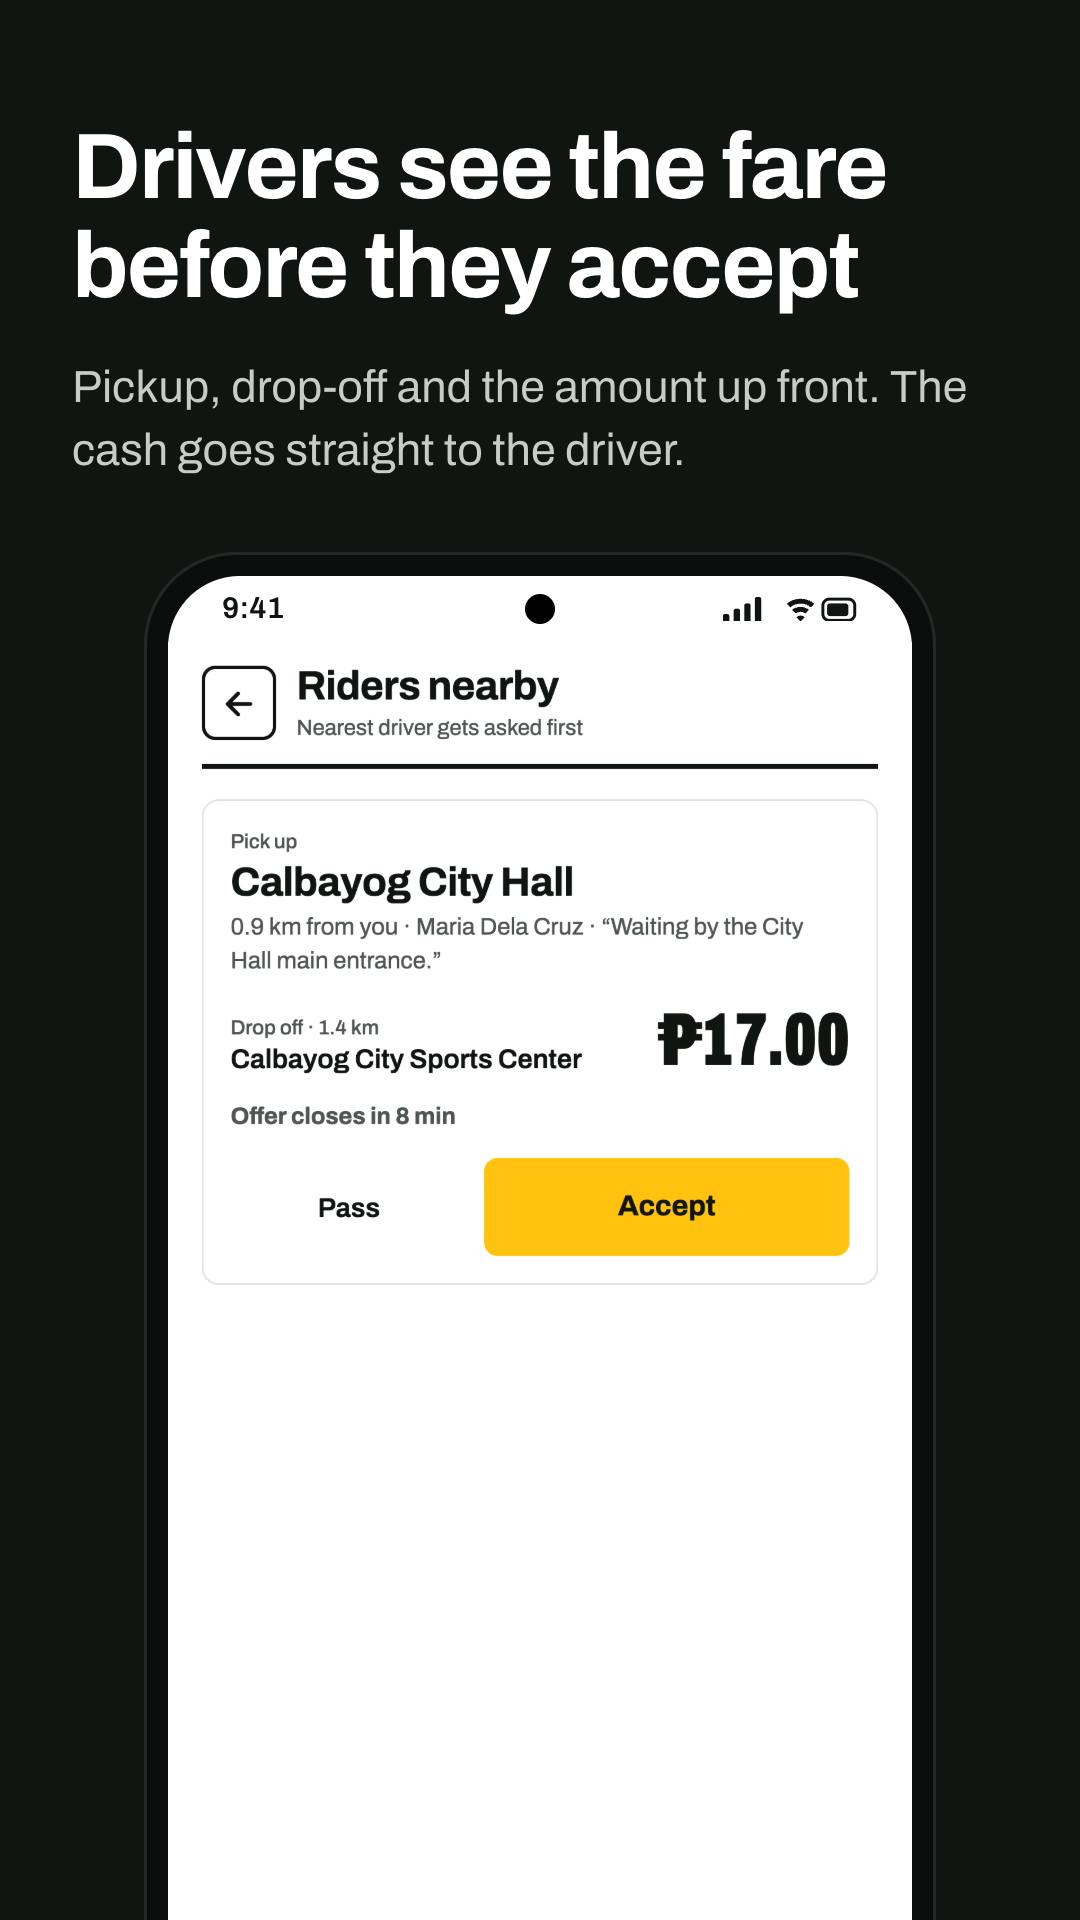 Drivers see the fare
before they accept
Pickup, drop-off and the amount up front. The
cash goes straight to the driver.
9:41
Riders nearby
Nearest driver gets asked first
Pick up
Calbayog City Hall
0.9 km from you · Maria Dela Cruz · “Waiting by the City
Hall main entrance.”
Drop off · 1.4 km
Calbayog City Sports Center
₱17.00
Offer closes in 8 min
Pass
Accept